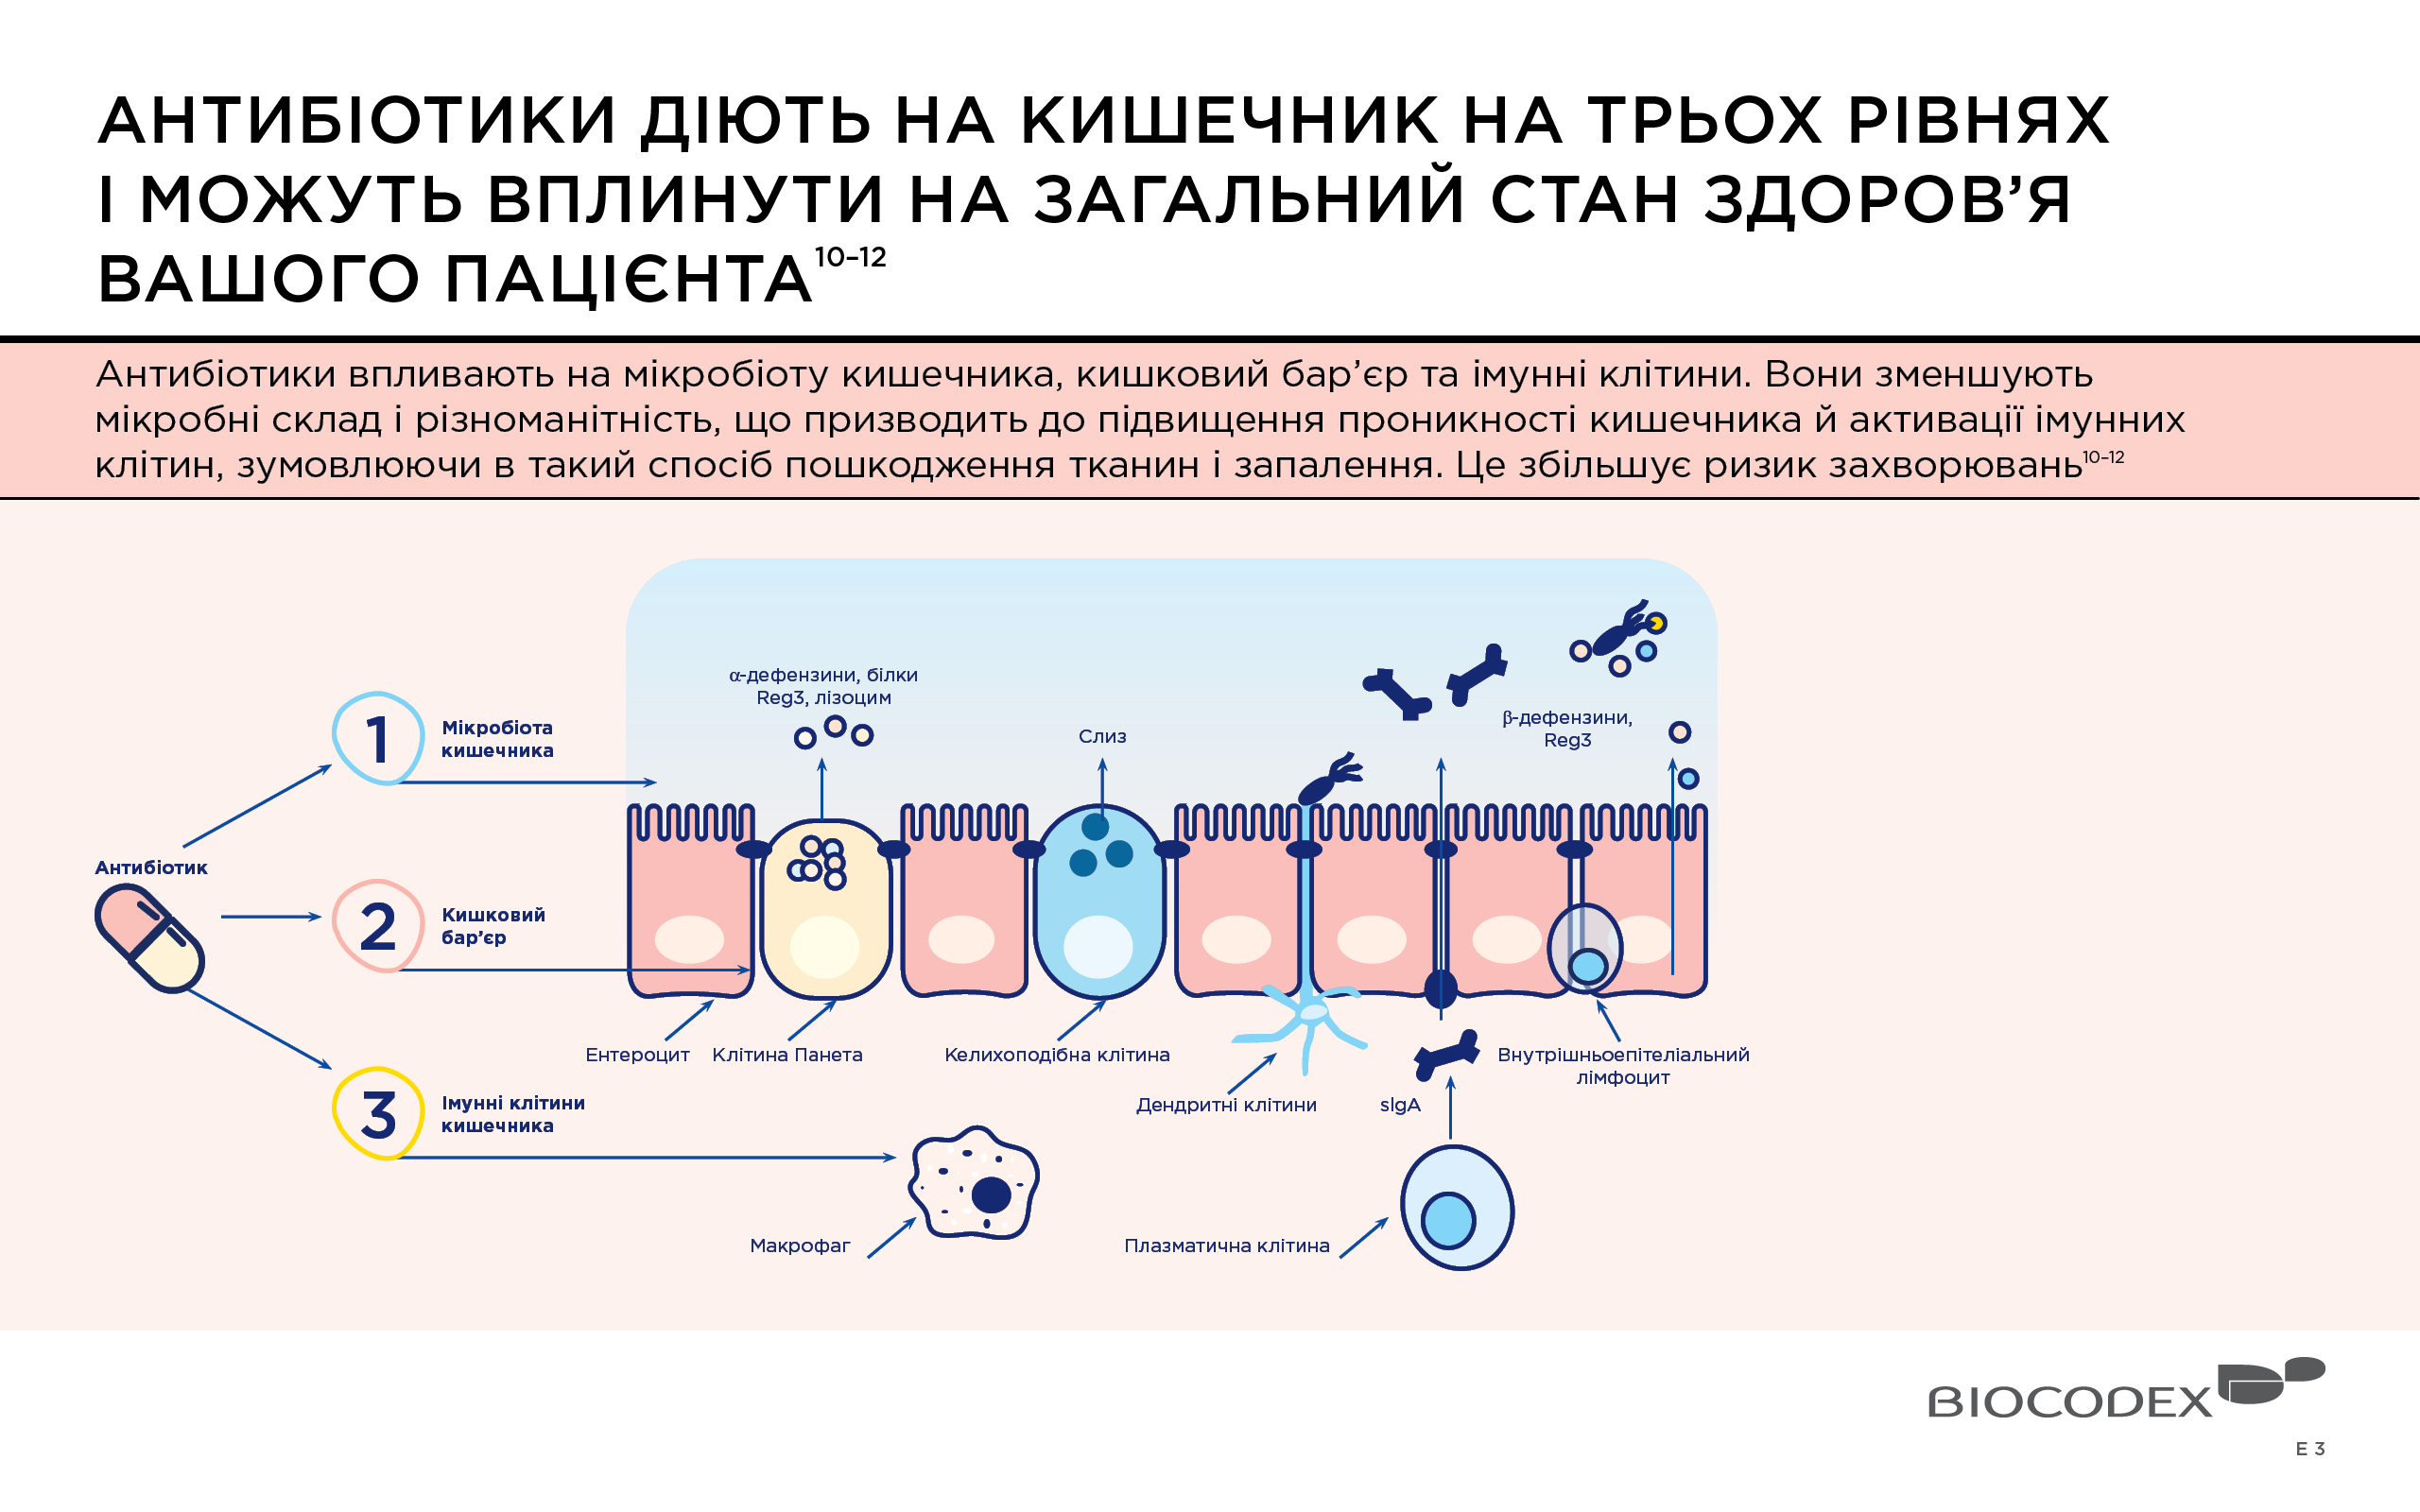 АНТИБІОТИКИ ДІЮТЬ НА КИШЕЧНИК НА ТРЬОХ РІВНЯХ
І МОЖУТЬ ВПЛИНУТИ НА ЗАГАЛЬНИЙ СТАН ЗДОРОВ’Я
ВАШОГО ПАЦІЄНТА10–12
Антибіотики впливають на мікробіоту кишечника, кишковий бар’єр та імунні клітини. Вони зменшують
мікробні склад і різноманітність, що призводить до підвищення проникності кишечника й активації імунних
клітин, зумовлюючи в такий спосіб пошкодження тканин і запалення. Це збільшує ризик захворювань10–12
Антибіотик
1
Мікробіота
кишечника
2
Кишковий
бар’єр
3
Імунні клітини
кишечника
α-дефензини, білки
Reg3, лізоцим
Слиз
β-дефензини,
Reg3
Ентероцит
Клітина Панета
Келихоподібна клітина
Дендритні клітини
sIgA
Внутрішньоепітеліальний
лімфоцит
Макрофаг
Плазматична клітина
BIOCODEX
E 3